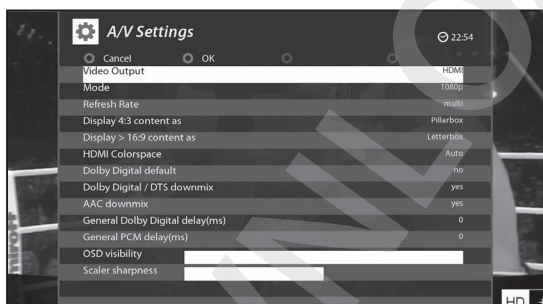 A/V Settings
22:54
Cancel OK
Video Output HDMI
Mode 1080p
Refresh Rate multi
Display 4:3 content as Pillarbox
Display > 16:9 content as Letterbox
HDMI Colorspace Auto
Dolby Digital default no
Dolby Digital / DTS downmix yes
AAC downmix yes
General Dolby Digital delay(ms) 0
General PCM delay(ms) 0
OSD visibility
Scaler sharpness
HD